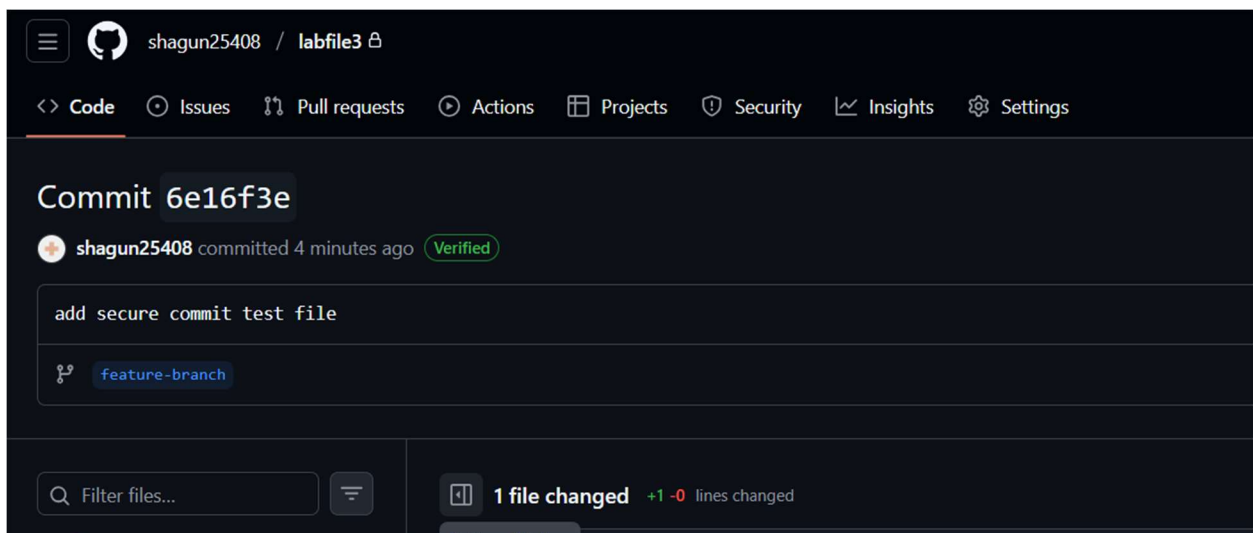 shagun25408 / labfile3
Code Issues Pull requests Actions Projects Security Insights Settings
Commit 6e16f3e
shagun25408 committed 4 minutes ago Verified
add secure commit test file
feature-branch
Filter files...
1 file changed +1 -0 lines changed